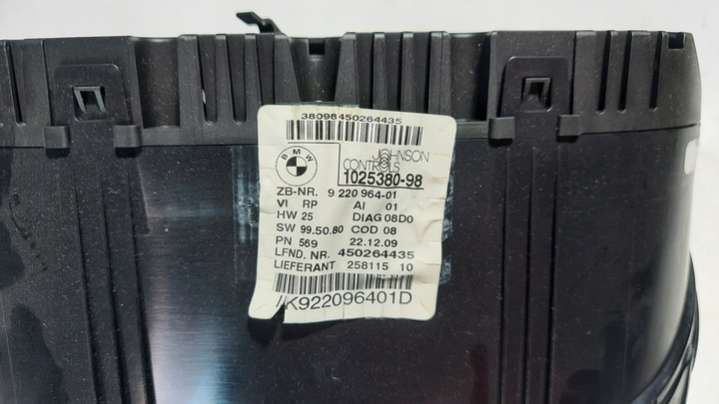 38098450264435
BMW
JOHNSON
CONTROLS
1025380-98
ZB-NR. 9 220 964-01
VI RP AI 01
HW 25 DIAG 08D0
SW 99.50.80 COD 08
PN 569 22.12.09
LFND. NR. 450264435
LIEFERANT 258115 10
/K922096401D